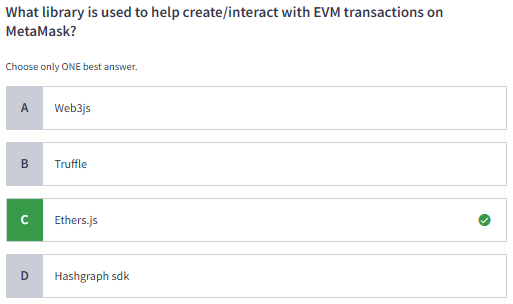 What library is used to help create/interact with EVM transactions on
MetaMask?
Choose only ONE best answer.
A Web3js
B Truffle
C Ethers.js
D Hashgraph sdk